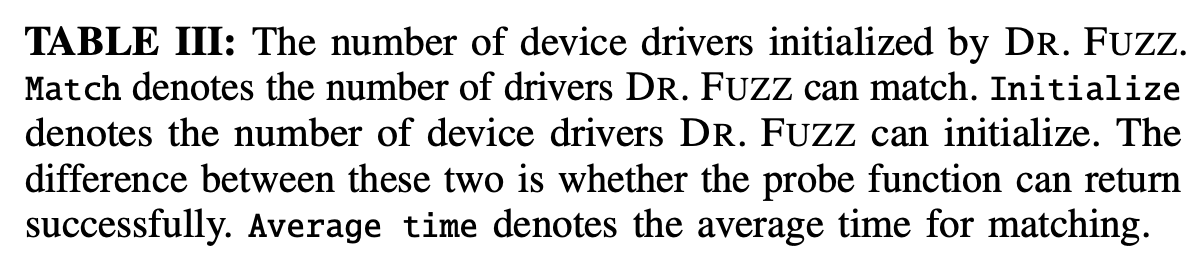 TABLE III: The number of device drivers initialized by DR. FUZZ.
Match denotes the number of drivers DR. FUZZ can match. Initialize
denotes the number of device drivers DR. FUZZ can initialize. The
difference between these two is whether the probe function can return
successfully. Average time denotes the average time for matching.